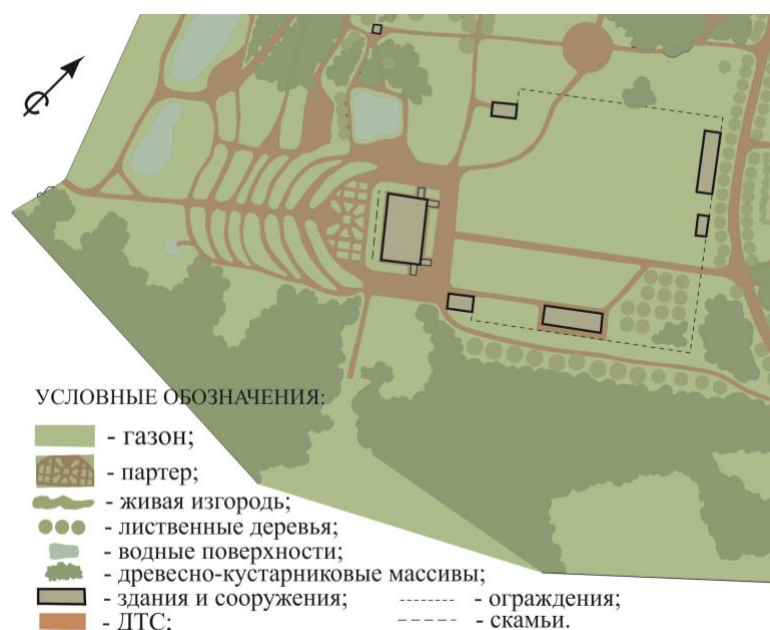 УСЛОВНЫЕ ОБОЗНАЧЕНИЯ:
- газон;
- партер;
- живая изгородь;
- лиственные деревья;
- водные поверхности;
- древесно-кустарниковые массивы;
- здания и сооружения; - ограждения;
- ДТС; - скамьи.